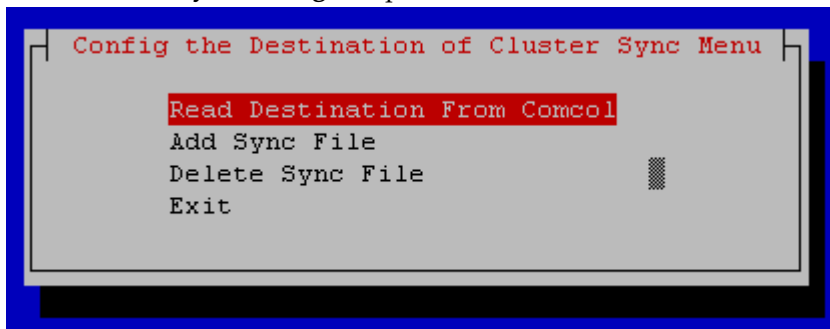 Config the Destination of Cluster Sync Menu
Read Destination From Comcol
Add Sync File
Delete Sync File
Exit